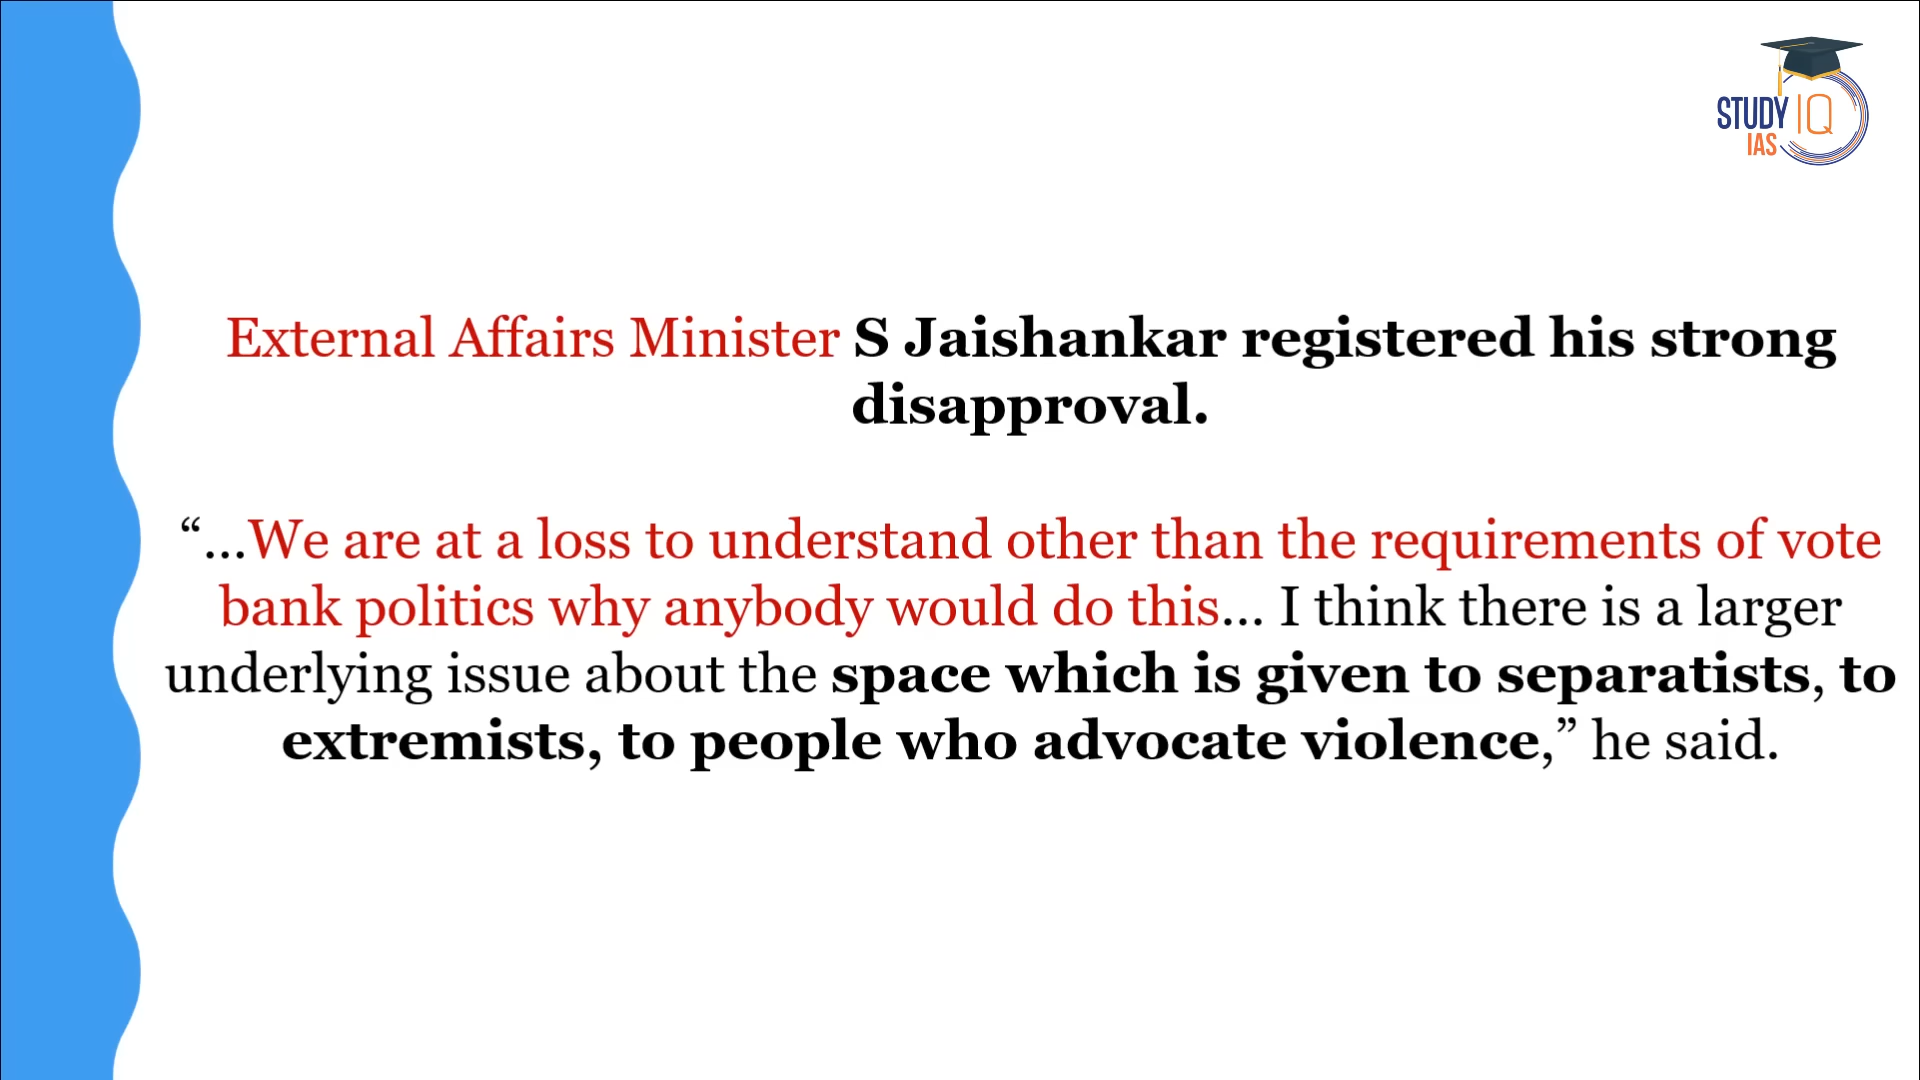 STUDY IQ
IAS
External Affairs Minister S Jaishankar registered his strong
disapproval.
“...We are at a loss to understand other than the requirements of vote
bank politics why anybody would do this... I think there is a larger
underlying issue about the space which is given to separatists, to
extremists, to people who advocate violence,” he said.